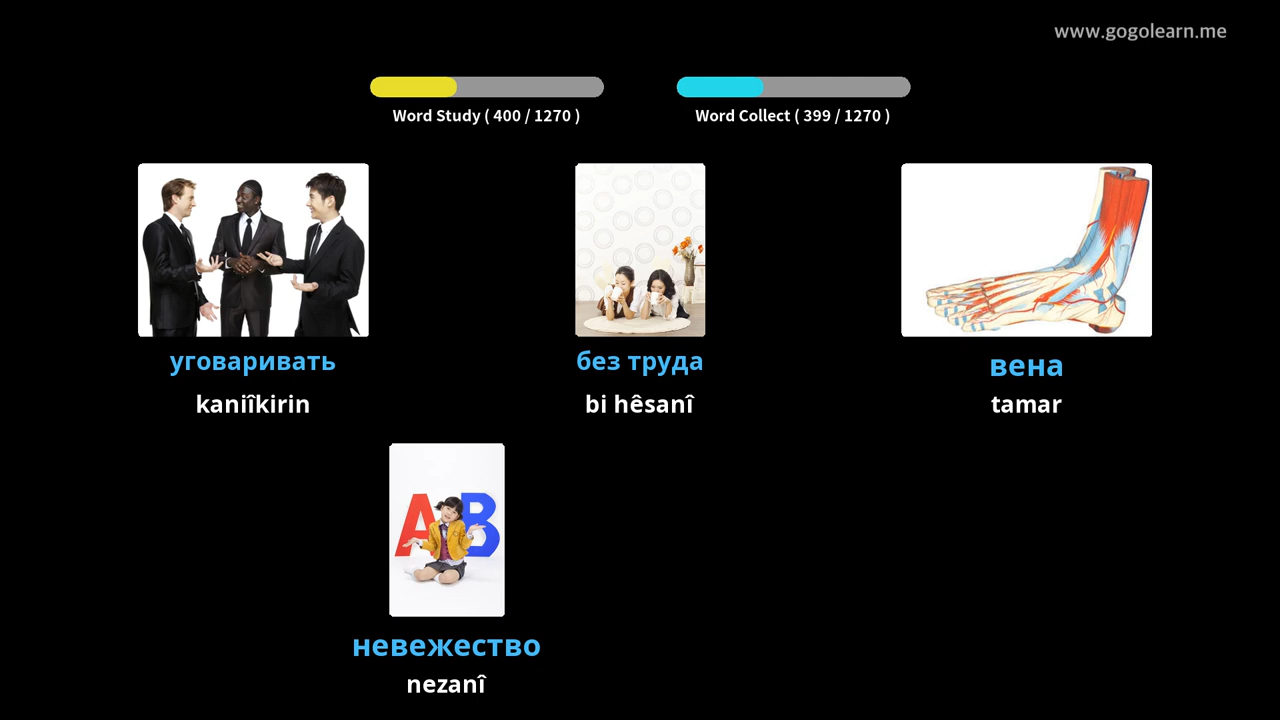 www.gogolearn.me
Word Study ( 400 / 1270 )
Word Collect ( 399 / 1270 )
уговаривать
kaniîkirin
без труда
bi hêsanî
вена
tamar
A B
невежество
nezanî